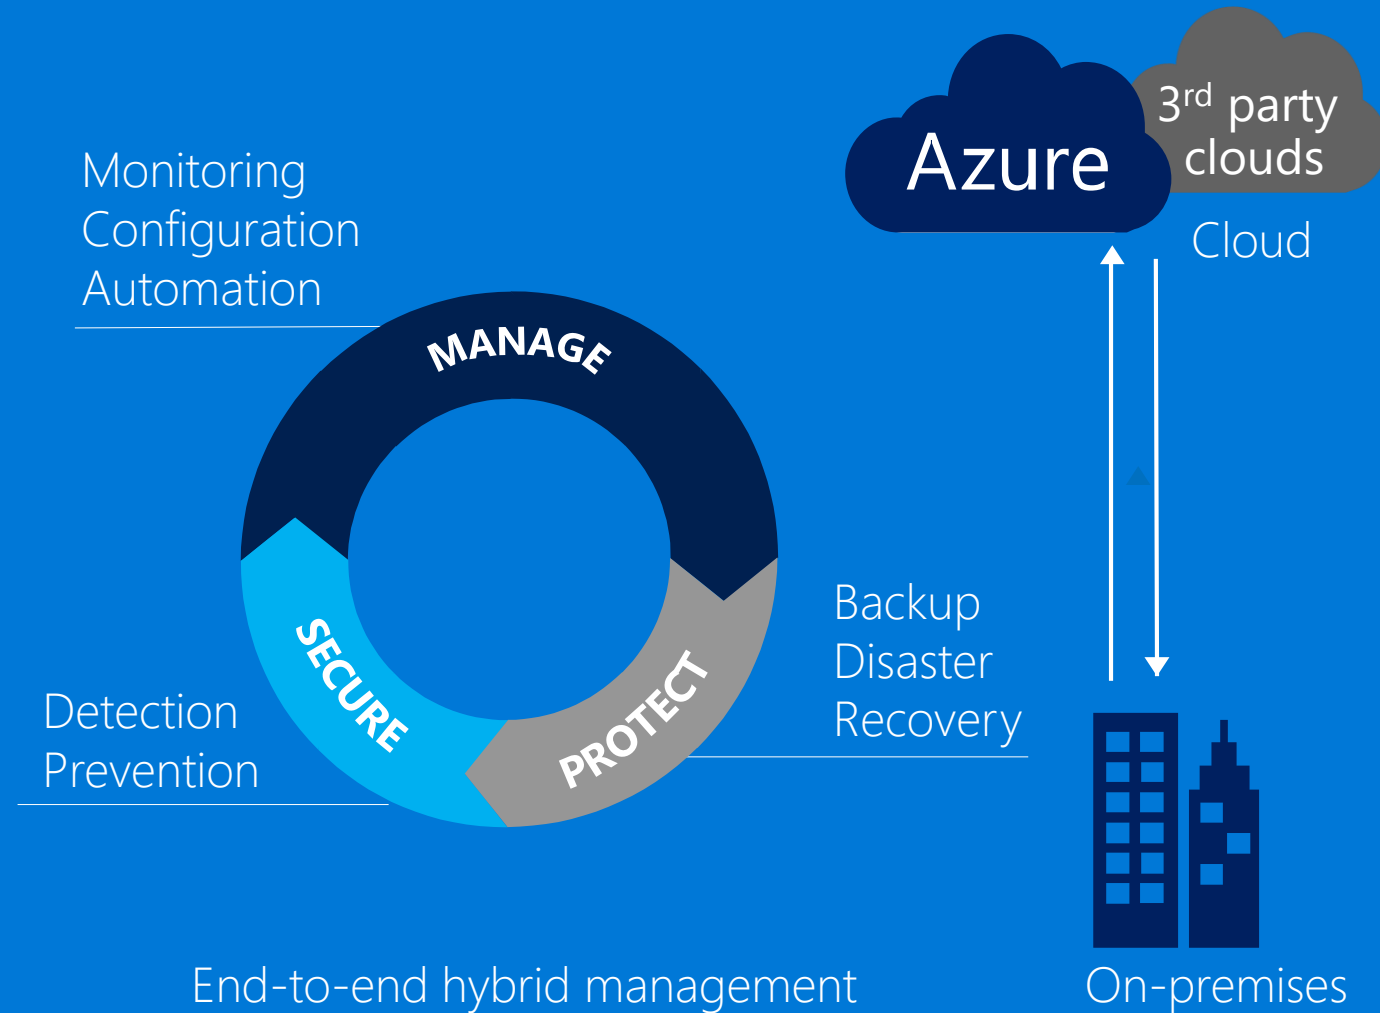 Azure
3rd party
clouds
Cloud
Monitoring
Configuration
Automation
MANAGE
SECURE
PROTECT
Backup
Disaster
Recovery
Detection
Prevention
End-to-end hybrid management
On-premises